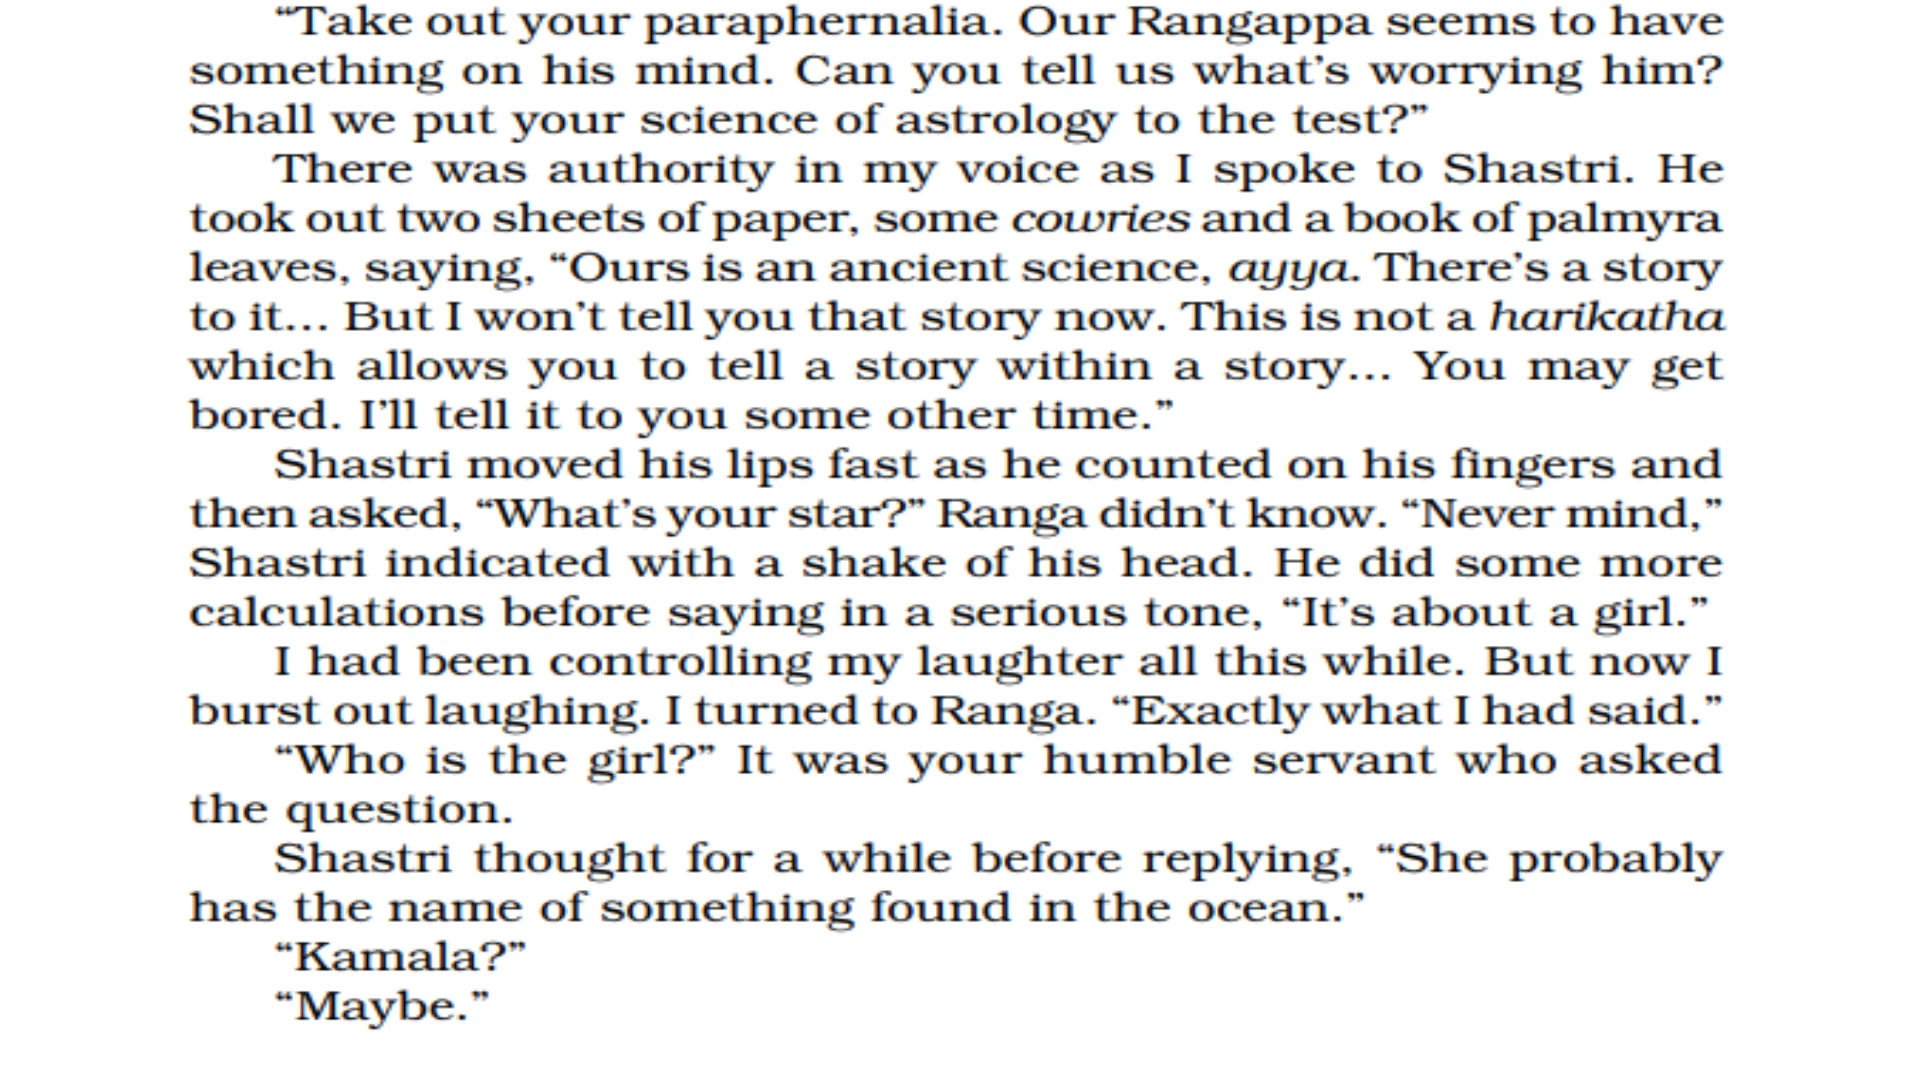 “Take out your paraphernalia. Our Rangappa seems to have
something on his mind. Can you tell us what’s worrying him?
Shall we put your science of astrology to the test?”
There was authority in my voice as I spoke to Shastri. He
took out two sheets of paper, some cowries and a book of palmyra
leaves, saying, “Ours is an ancient science, ayya. There’s a story
to it... But I won’t tell you that story now. This is not a harikatha
which allows you to tell a story within a story... You may get
bored. I’ll tell it to you some other time.”
Shastri moved his lips fast as he counted on his fingers and
then asked, “What’s your star?” Ranga didn’t know. “Never mind,”
Shastri indicated with a shake of his head. He did some more
calculations before saying in a serious tone, “It’s about a girl.”
I had been controlling my laughter all this while. But now I
burst out laughing. I turned to Ranga. “Exactly what I had said.”
“Who is the girl?” It was your humble servant who asked
the question.
Shastri thought for a while before replying, “She probably
has the name of something found in the ocean.”
“Kamala?”
“Maybe.”